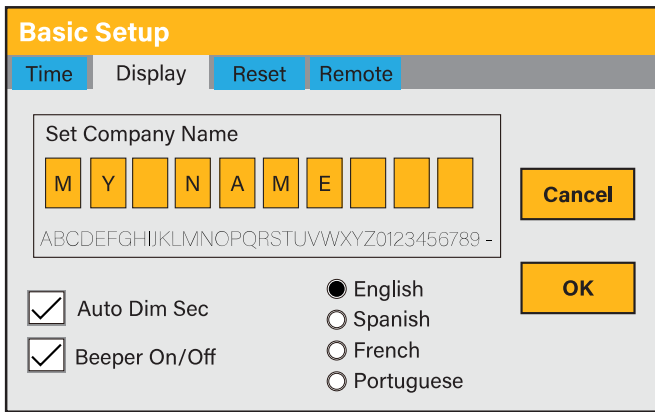 Basic Setup
Time Display Reset Remote
Set Company Name
M Y N A M E
ABCDEFGHIJKLMNOPQRSTUVWXYZ0123456789 -
Cancel
OK
Auto Dim Sec
Beeper On/Off
English
Spanish
French
Portuguese